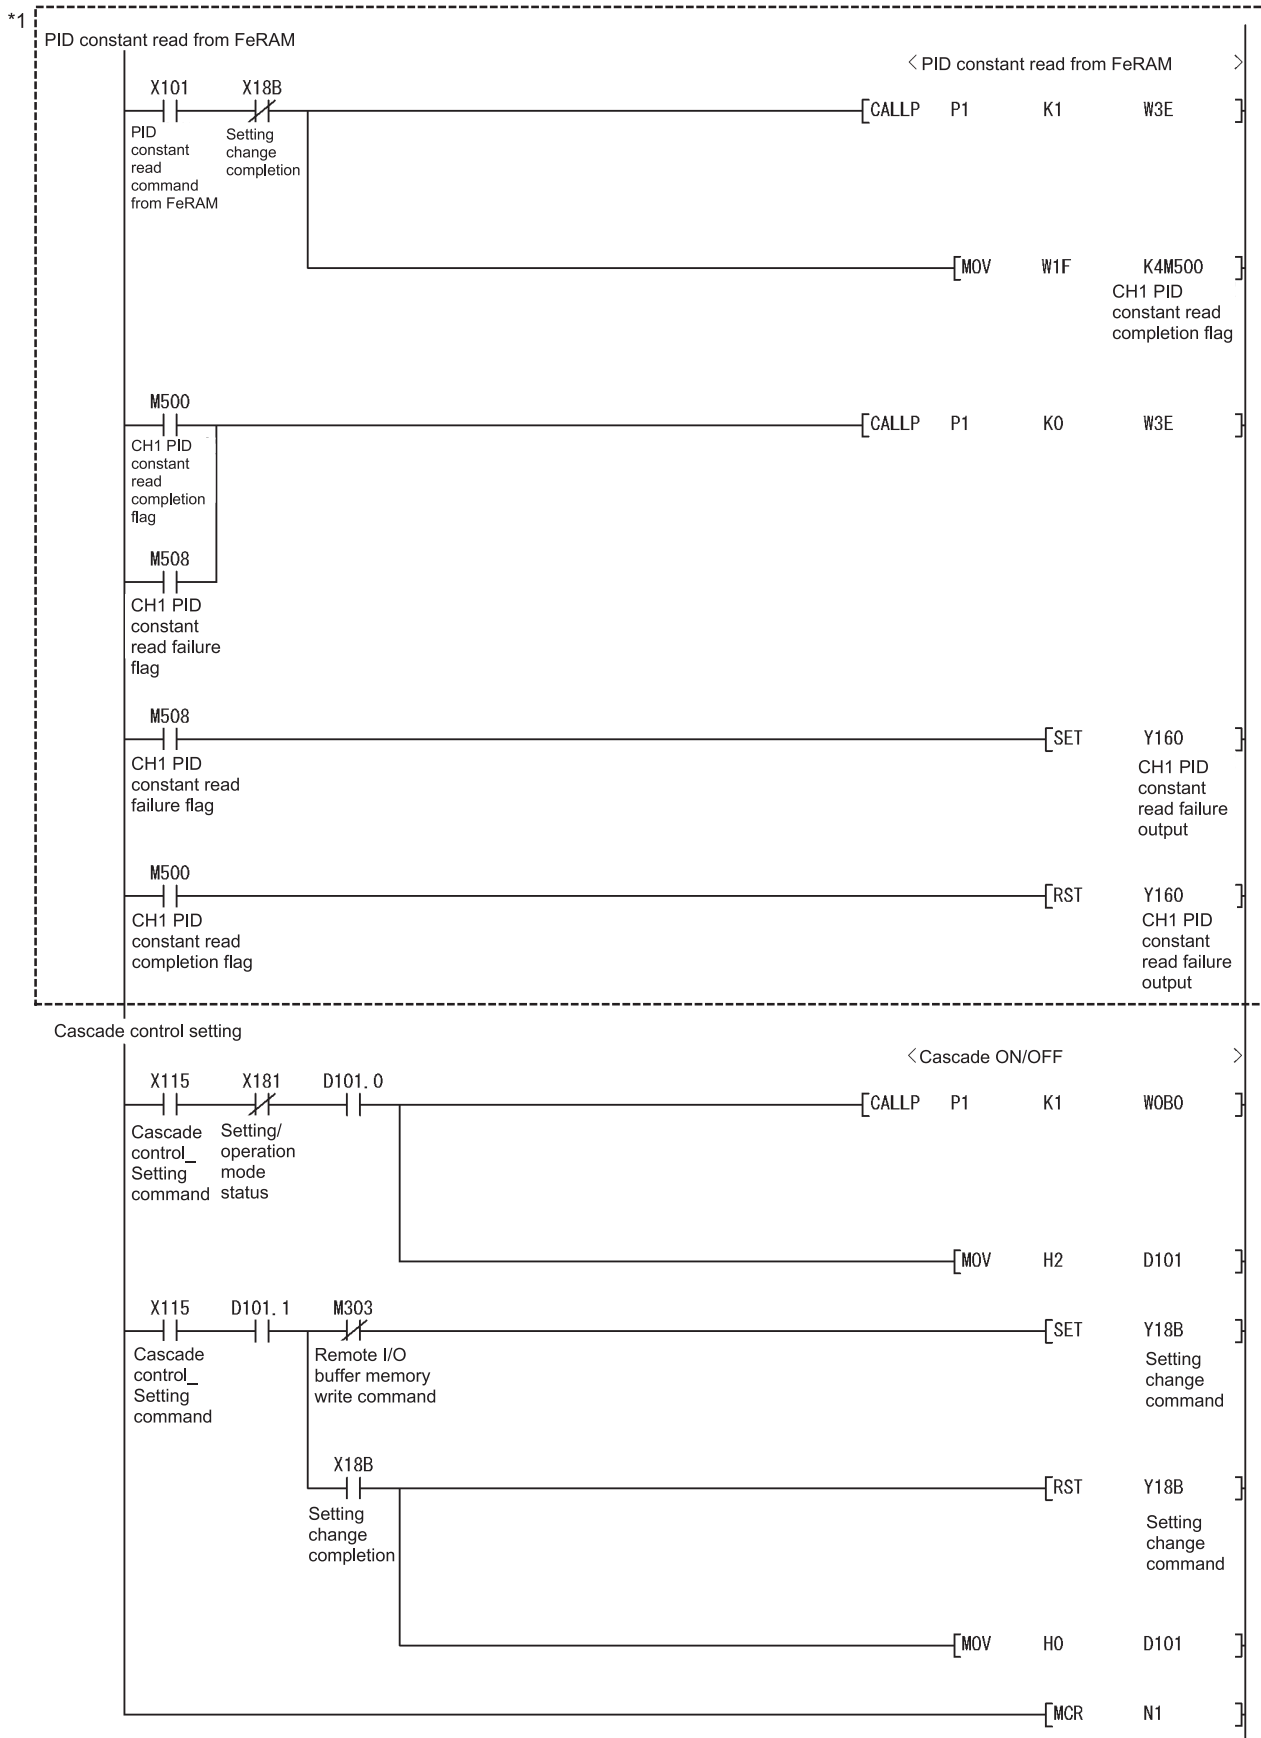 *1
PID constant read from FeRAM
<PID constant read from FeRAM >
X101 X18B
[CALLP P1 K1 W3E ]
PID
constant
read
command
from FeRAM
Setting
change
completion
[MOV W1F K4M500 ]
CH1 PID
constant read
completion flag
M500
[CALLP P1 K0 W3E ]
CH1 PID
constant
read
completion
flag
M508
CH1 PID
constant
read failure
flag
M508
[SET Y160 ]
CH1 PID
constant read
failure flag
CH1 PID
constant
read failure
output
M500
[RST Y160 ]
CH1 PID
constant read
completion flag
CH1 PID
constant
read failure
output
Cascade control setting
<Cascade ON/OFF >
X115 X181 D101.0
[CALLP P1 K1 W0B0 ]
Cascade
control_
Setting
command
Setting/
operation
mode
status
[MOV H2 D101 ]
X115 D101.1 M303
[SET Y18B ]
Cascade
control_
Setting
command
Remote I/O
buffer memory
write command
Setting
change
command
X18B
[RST Y18B ]
Setting
change
completion
Setting
change
command
[MOV H0 D101 ]
[MCR N1 ]